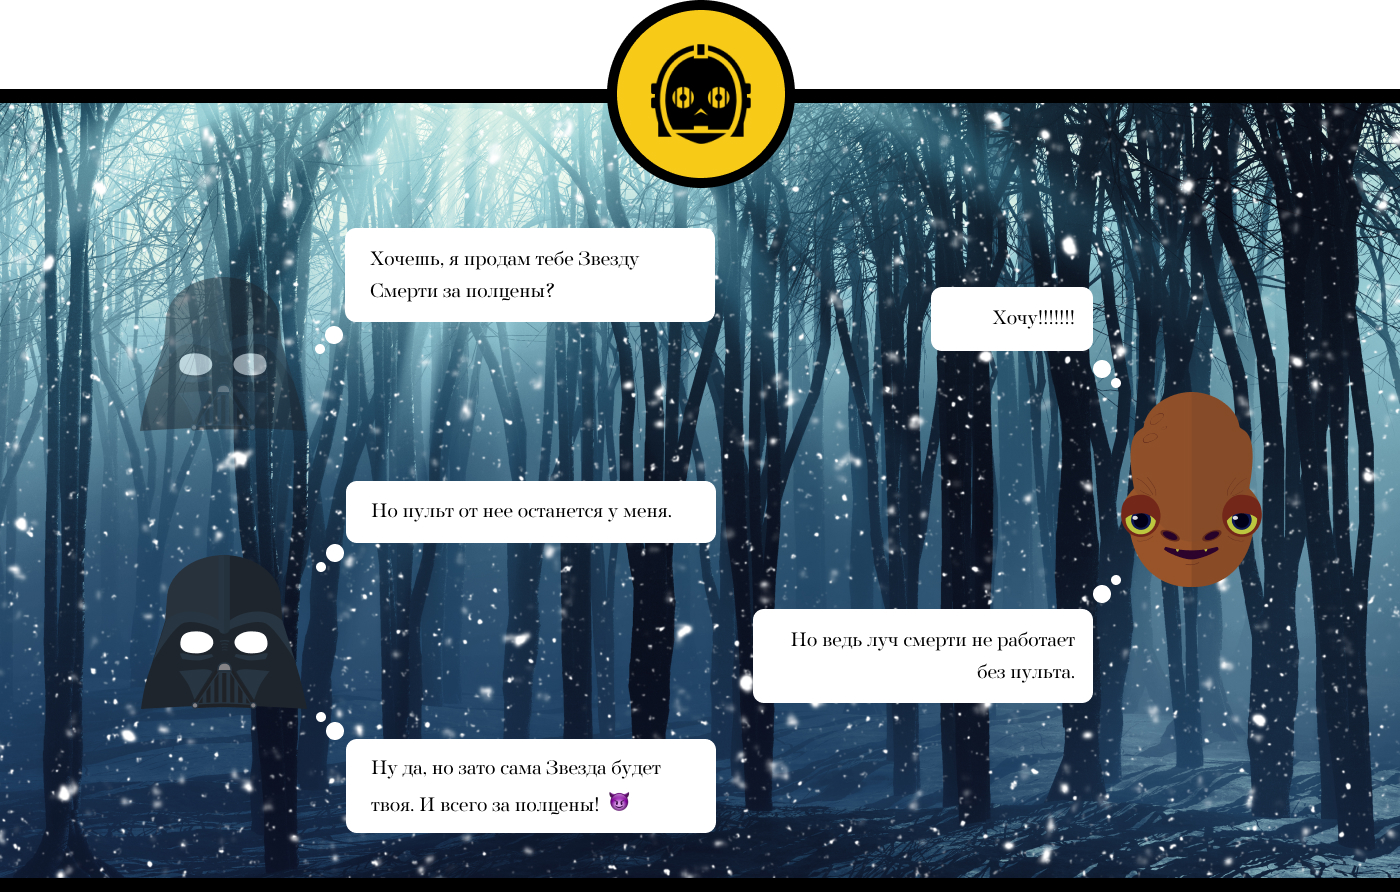 Хочешь, я продам тебе Звезду
Смерти за полцены?
Хочу!!!!!!!
Но пульт от нее останется у меня.
Но ведь луч смерти не работает
без пульта.
Ну да, но зато сама Звезда будет
твоя. И всего за полцены! 😈